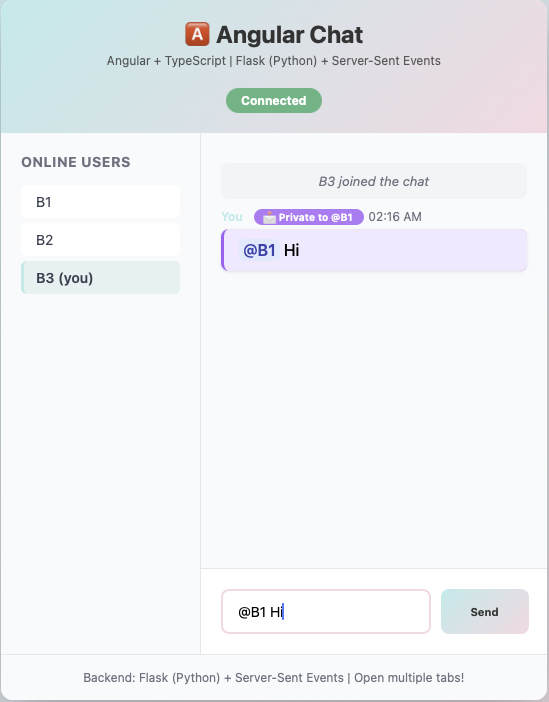 🅰️ Angular Chat
Angular + TypeScript | Flask (Python) + Server-Sent Events
Connected
ONLINE USERS
B1
B2
B3 (you)
B3 joined the chat
You 📩 Private to @B1 02:16 AM
@B1 Hi
@B1 Hi
Send
Backend: Flask (Python) + Server-Sent Events | Open multiple tabs!